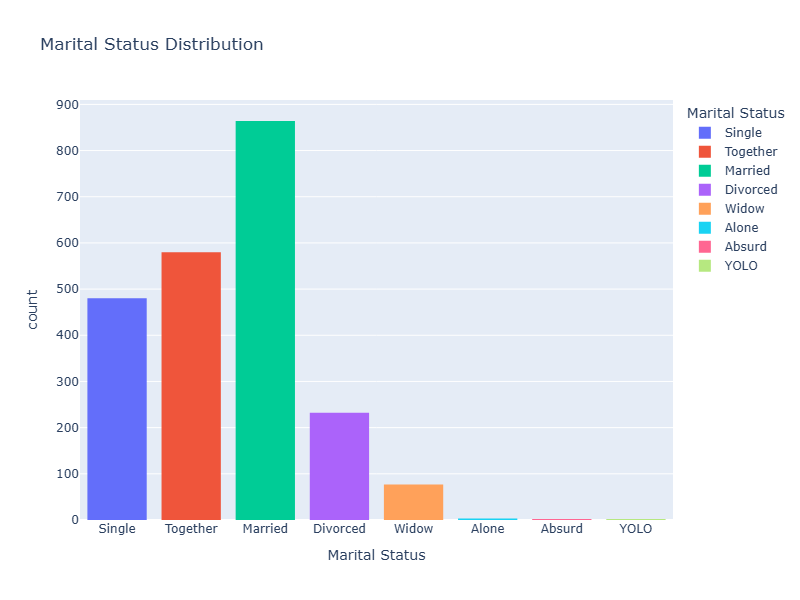 Marital Status Distribution
900
800
700
600
500
400
300
200
100
0
count
Single Together Married Divorced Widow Alone Absurd YOLO
Marital Status
Marital Status
Single
Together
Married
Divorced
Widow
Alone
Absurd
YOLO